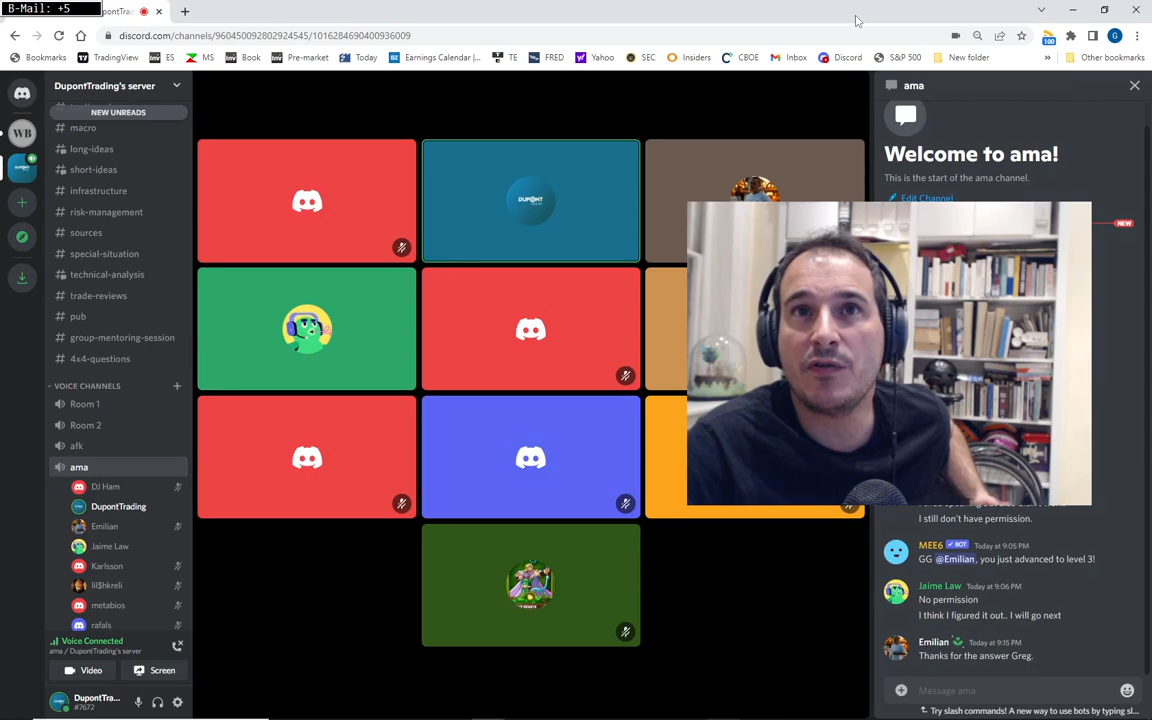 B-Mail: +5
upontTradi
discord.com/channels/960450092802924545/1016284690400936009
100
G
Bookmarks
TradingView
ES
MS
Book
Pre-market
Today
Earnings Calendar |...
TE
FRED
Yahoo
SEC
Insiders
CBOE
Inbox
Discord
S&P 500
New folder
»
Other bookmarks
DupontTrading's server
NEW UNREADS
# macro
long-ideas
short-ideas
# infrastructure
# risk-management
# sources
# special-situation
technical-analysis
# trade-reviews
# pub
# group-mentoring-session
# 4x4-questions
VOICE CHANNELS
Room 1
Room 2
afk
ama
DJ Ham
DupontTrading
Emilian
Jaime Law
Karlsson
lil$hkreli
metabios
rafals
Voice Connected
ama / DupontTrading's server
Video
Screen
DupontTra...
#7672
WB
DUPONT
ama
Welcome to ama!
This is the start of the ama channel.
Edit Channel
NEW
I still don't have permission.
MEE6 ✓ BOT Today at 9:05 PM
GG @Emilian, you just advanced to level 3!
Jaime Law Today at 9:06 PM
No permission
I think I figured it out.. I will go next
Emilian Today at 9:15 PM
Thanks for the answer Greg.
Message ama
Try slash commands! A new way to use bots by typing sl...